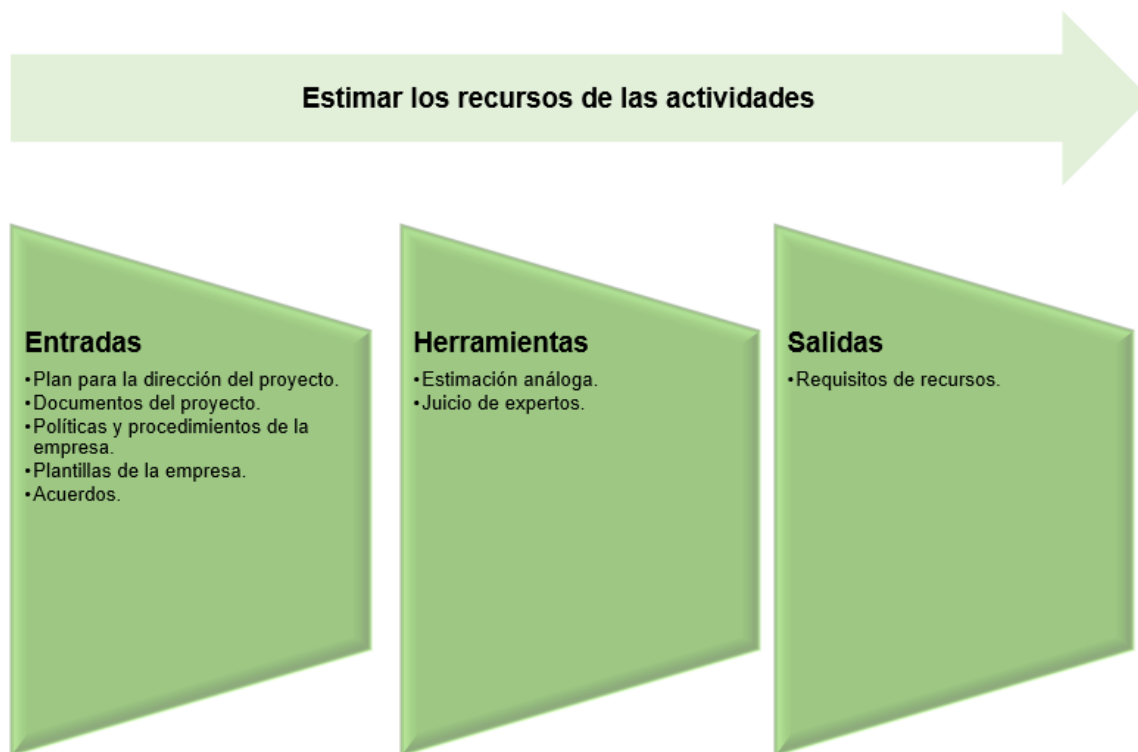 Estimar los recursos de las actividades
Entradas
•Plan para la dirección del proyecto.
•Documentos del proyecto.
•Políticas y procedimientos de la
empresa.
•Plantillas de la empresa.
•Acuerdos.
Herramientas
•Estimación análoga.
•Juicio de expertos.
Salidas
•Requisitos de recursos.